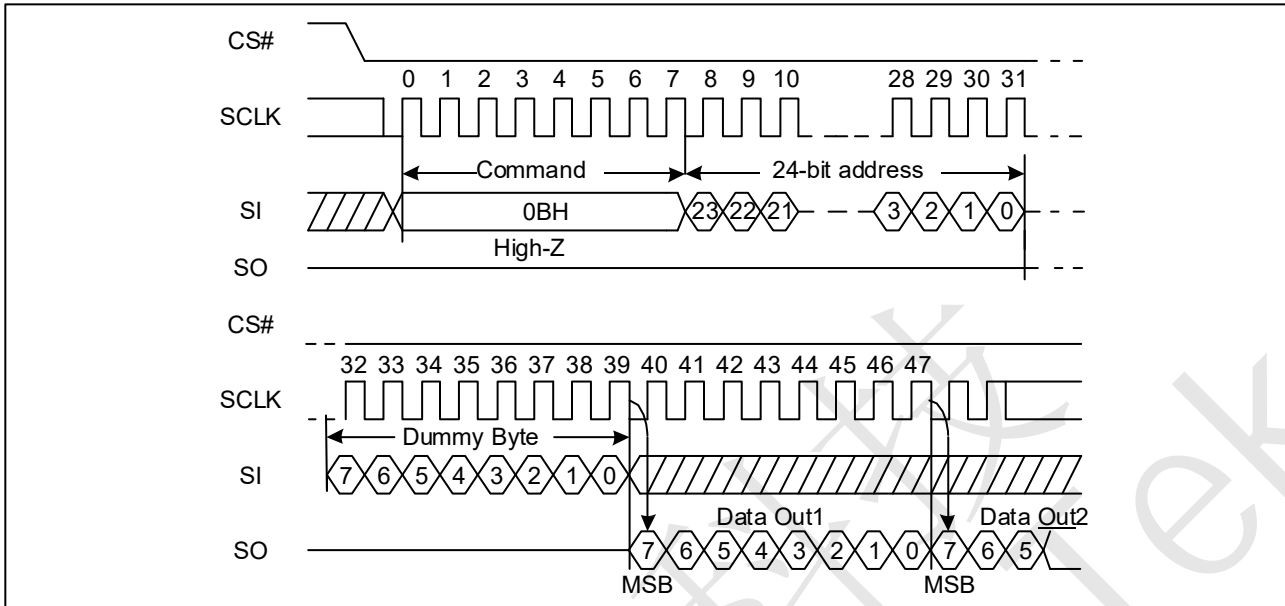 CS#
0 1 2 3 4 5 6 7 8 9 10 28 29 30 31
SCLK
Command 24-bit address
SI 0BH 23 22 21 3 2 1 0
High-Z
SO
CS#
32 33 34 35 36 37 38 39 40 41 42 43 44 45 46 47
SCLK
Dummy Byte
SI 7 6 5 4 3 2 1 0
Data Out1 Data Out2
SO 7 6 5 4 3 2 1 0 7 6 5
MSB MSB
科技
Tek